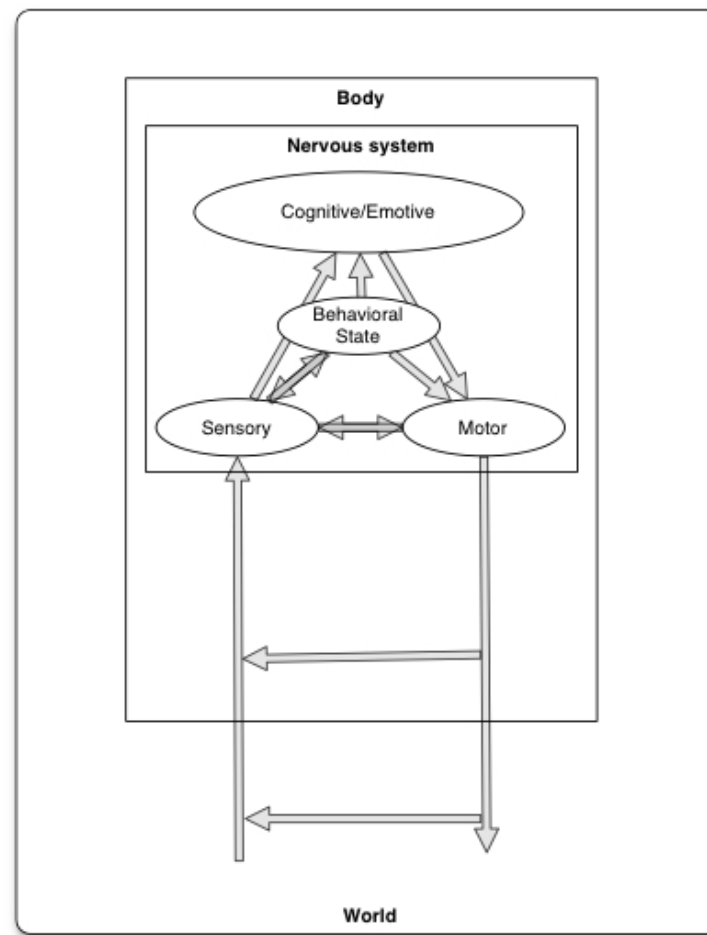 Body
Nervous system
Cognitive/Emotive
Behavioral
State
Sensory
Motor
World